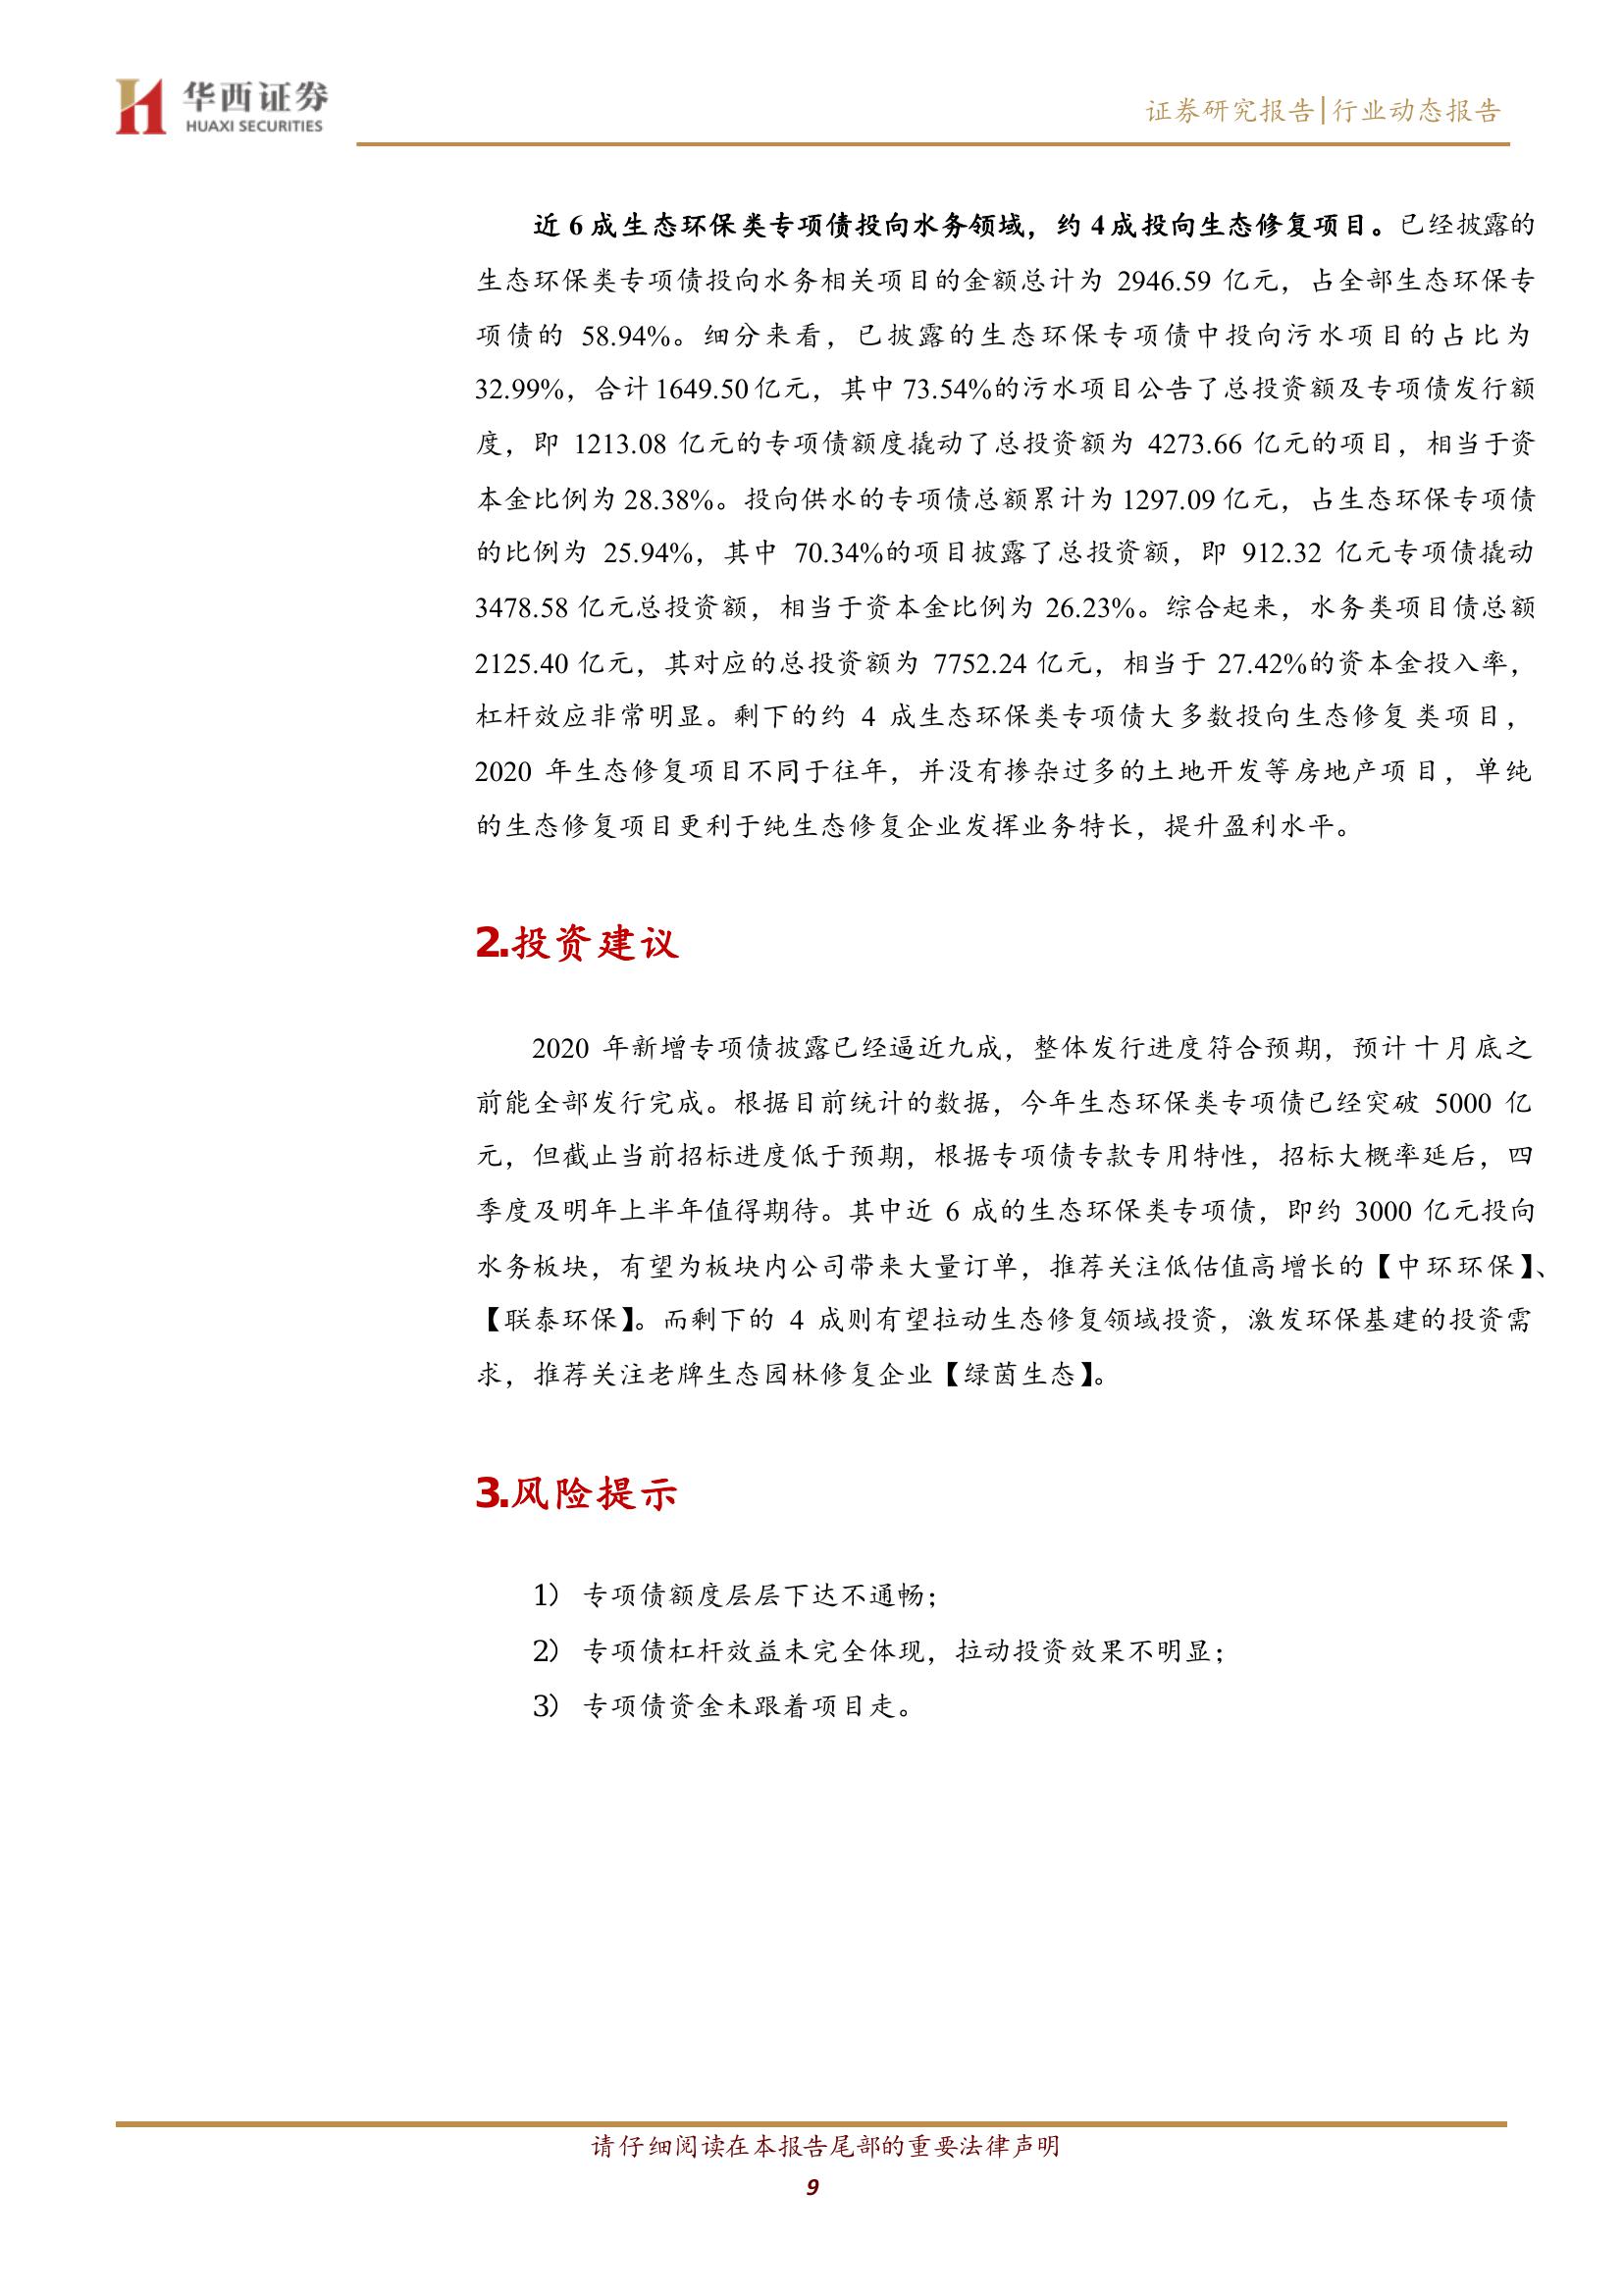 华西证券
HUAXI SECURITIES
证券研究报告|行业动态报告
近 6 成生态环保类专项债投向水务领域，约 4 成投向生态修复项目。已经披露的
生态环保类专项债投向水务相关项目的金额总计为 2946.59 亿元，占全部生态环保专
项债的 58.94%。细分来看，已披露的生态环保专项债中投向污水项目的占比为
32.99%，合计 1649.50 亿元，其中 73.54%的污水项目公告了总投资额及专项债发行额
度，即 1213.08 亿元的专项债额度撬动了总投资额为 4273.66 亿元的项目，相当于资
本金比例为 28.38%。投向供水的专项债总额累计为 1297.09 亿元，占生态环保专项债
的比例为 25.94%，其中 70.34%的项目披露了总投资额，即 912.32 亿元专项债撬动
3478.58 亿元总投资额，相当于资本金比例为 26.23%。综合起来，水务类项目债总额
2125.40 亿元，其对应的总投资额为 7752.24 亿元，相当于 27.42%的资本金投入率，
杠杆效应非常明显。剩下的约 4 成生态环保类专项债大多数投向生态修复类项目，
2020 年生态修复项目不同于往年，并没有掺杂过多的土地开发等房地产项目，单纯
的生态修复项目更利于纯生态修复企业发挥业务特长，提升盈利水平。
2.投资建议
2020 年新增专项债披露已经逼近九成，整体发行进度符合预期，预计十月底之
前能全部发行完成。根据目前统计的数据，今年生态环保类专项债已经突破 5000 亿
元，但截止当前招标进度低于预期，根据专项债专款专用特性，招标大概率延后，四
季度及明年上半年值得期待。其中近 6 成的生态环保类专项债，即约 3000 亿元投向
水务板块，有望为板块内公司带来大量订单，推荐关注低估值高增长的【中环环保】、
【联泰环保】。而剩下的 4 成则有望拉动生态修复领域投资，激发环保基建的投资需
求，推荐关注老牌生态园林修复企业【绿茵生态】。
3.风险提示
1） 专项债额度层层下达不通畅；
2） 专项债杠杆效益未完全体现，拉动投资效果不明显；
3） 专项债资金未跟着项目走。
请仔细阅读在本报告尾部的重要法律声明
9